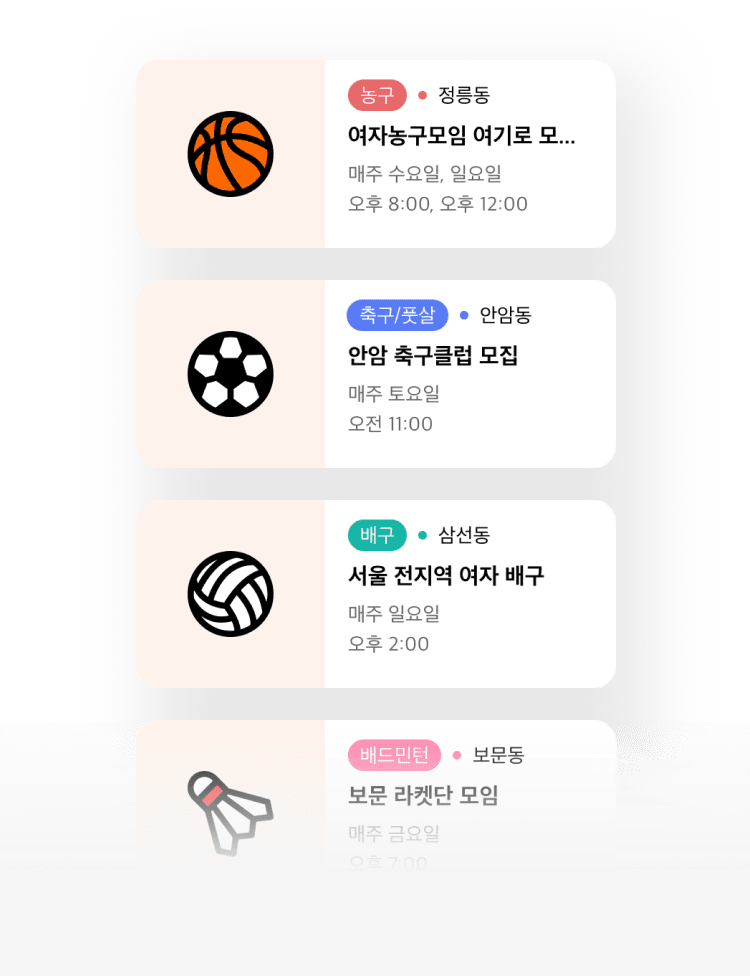 농구 • 정릉동
여자농구모임 여기로 모...
매주 수요일, 일요일
오후 8:00, 오후 12:00
축구/풋살 • 안암동
안암 축구클럽 모집
매주 토요일
오전 11:00
배구 • 삼선동
서울 전지역 여자 배구
매주 일요일
오후 2:00
배드민턴 • 보문동
보문 라켓단 모임
매주 금요일
오후 7:00